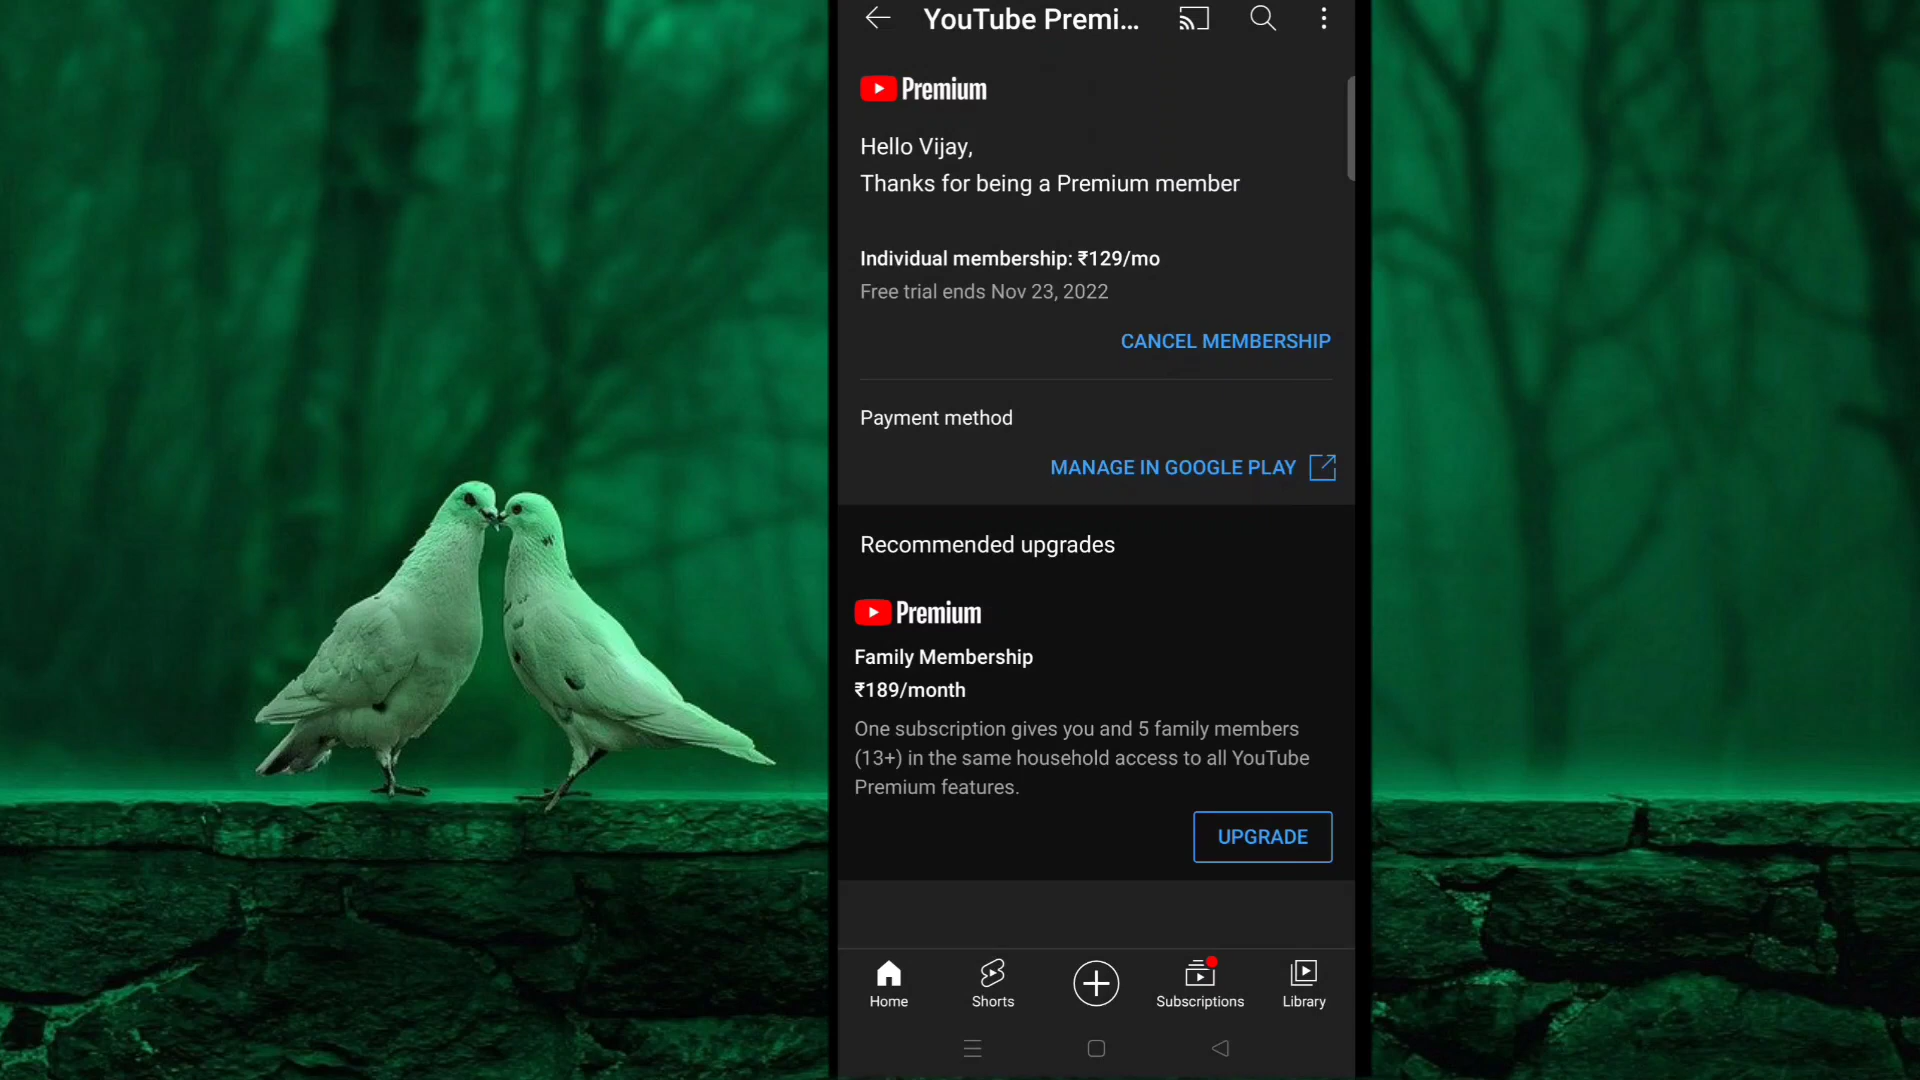 YouTube Premi...
Premium
Hello Vijay,
Thanks for being a Premium member
Individual membership: ₹129/mo
Free trial ends Nov 23, 2022
CANCEL MEMBERSHIP
Payment method
MANAGE IN GOOGLE PLAY
Recommended upgrades
Premium
Family Membership
₹189/month
One subscription gives you and 5 family members
(13+) in the same household access to all YouTube
Premium features.
UPGRADE
Home
Shorts
Subscriptions
Library